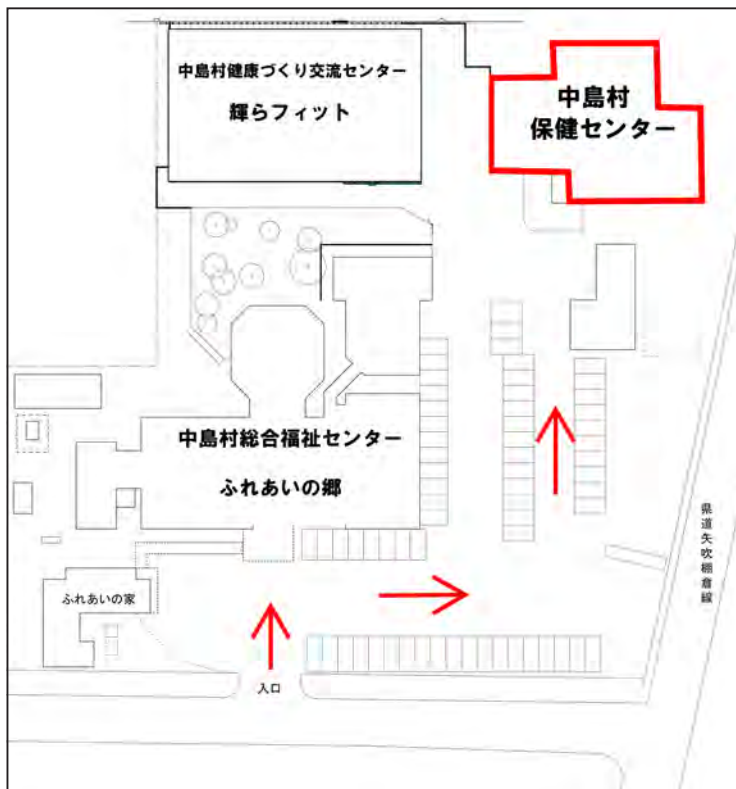 中島村健康づくり交流センター
輝らフィット
中島村
保健センター
中島村総合福祉センター
ふれあいの郷
県道矢吹棚倉線
ふれあいの家
入口